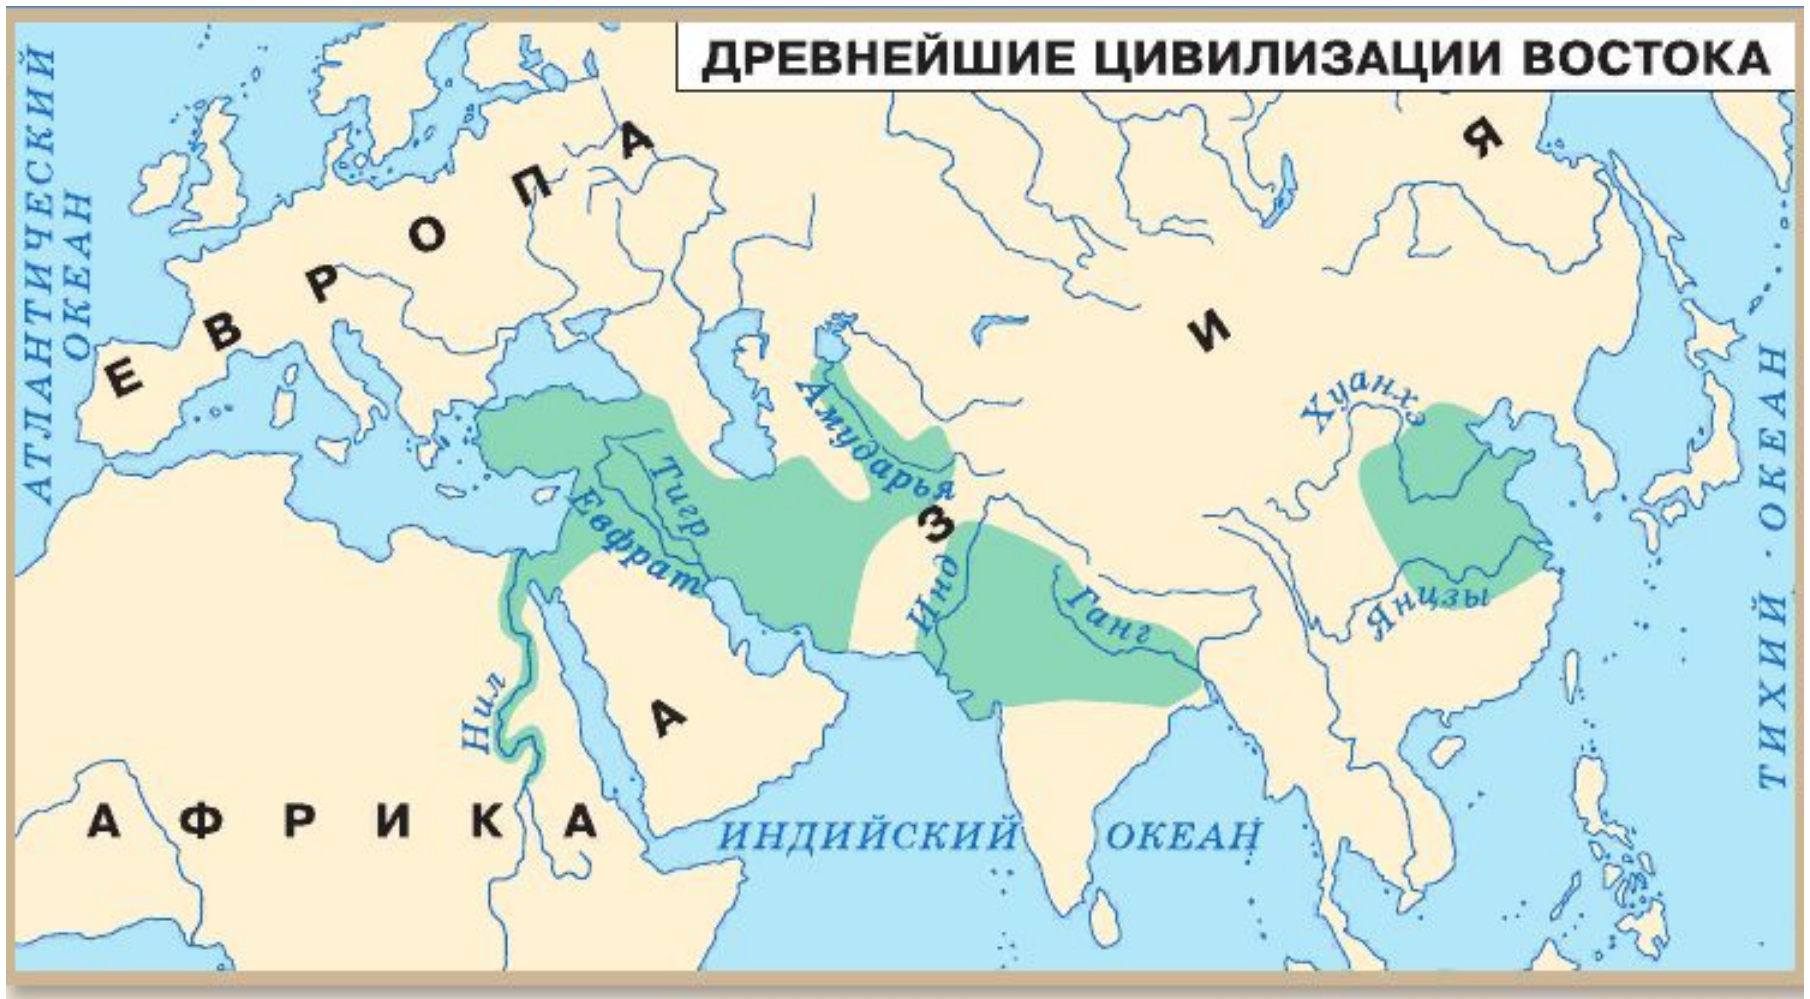 ДРЕВНЕЙШИЕ ЦИВИЛИЗАЦИИ ВОСТОКА
АТЛАНТИЧЕСКИЙ
ОКЕАН
ЕВРОПА
АЗИЯ
АФРИКА
Амударья
Тигр
Евфрат
Нил
Инд
Ганг
Хуанхэ
Янцзы
ИНДИЙСКИЙ ОКЕАН
ТИХИЙ · ОКЕАН